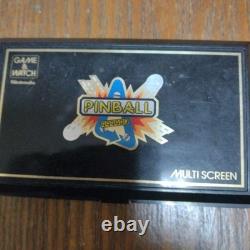 GAME &
WATCH
Nintendo
PINBALL
MULTI SCREEN